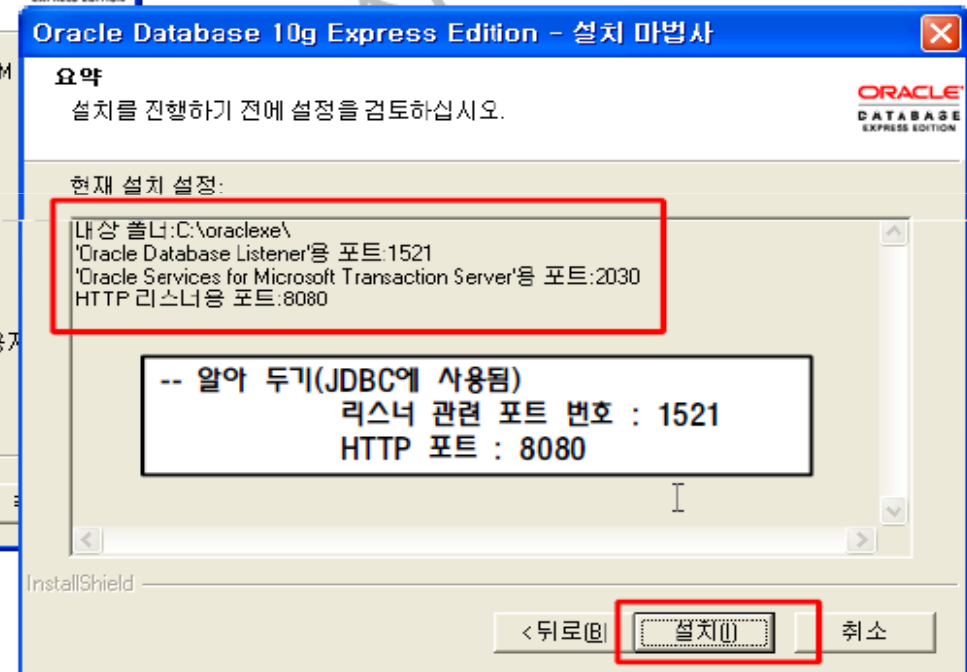 Oracle Database 10g Express Edition - 설치 마법사
요약
설치를 진행하기 전에 설정을 검토하십시오.
ORACLE
DATABASE
EXPRESS EDITION
현재 설치 설정:
대상 폴더:C:\oraclexe\
'Oracle Database Listener'용 포트:1521
'Oracle Services for Microsoft Transaction Server'용 포트:2030
HTTP 리스너용 포트:8080
-- 알아 두기(JDBC에 사용됨)
리스너 관련 포트 번호 : 1521
HTTP 포트 : 8080
InstallShield
<뒤로(B)
설치(I)
취소